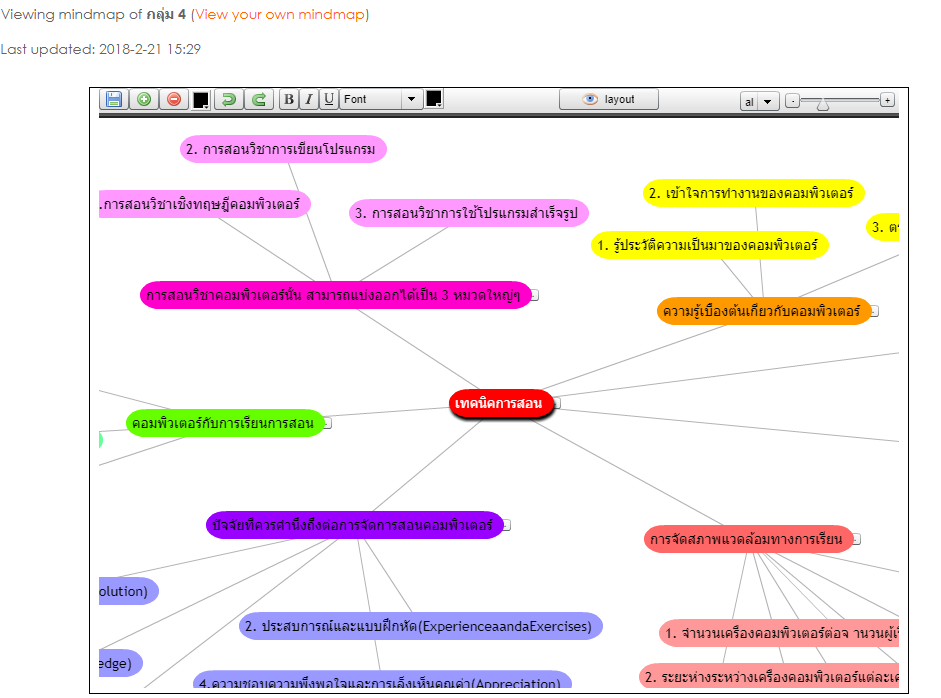 Viewing mindmap of กลุ่ม 4 (View your own mindmap)
Last updated: 2018-2-21 15:29
B I U Font layout al - +
2. การสอนวิชาการเขียนโปรแกรม
.การสอนวิชาเชิงทฤษฎีคอมพิวเตอร์
3. การสอนวิชาการใช้โปรแกรมสำเร็จรูป
2. เข้าใจการทำงานของคอมพิวเตอร์
3. ตร
1. รู้ประวัติความเป็นมาของคอมพิวเตอร์
การสอนวิชาคอมพิวเตอร์นั้น สามารถแบ่งออกได้เป็น 3 หมวดใหญ่ๆ
ความรู้เบื้องต้นเกี่ยวกับคอมพิวเตอร์
เทคนิคการสอน
คอมพิวเตอร์กับการเรียนการสอน
ปัจจัยที่ควรคำนึงถึงต่อการจัดการสอนคอมพิวเตอร์
การจัดสภาพแวดล้อมทางการเรียน
olution)
2. ประสบการณ์และแบบฝึกหัด(ExperienceaandaExercises)
1. จำนวนเครื่องคอมพิวเตอร์ต่อจ านวนผู้เรี
edge)
4.ความชอบความพึงพอใจและการเล็งเห็นคุณค่า(Appreciation)
2. ระยะห่างระหว่างเครื่องคอมพิวเตอร์แต่ละเค